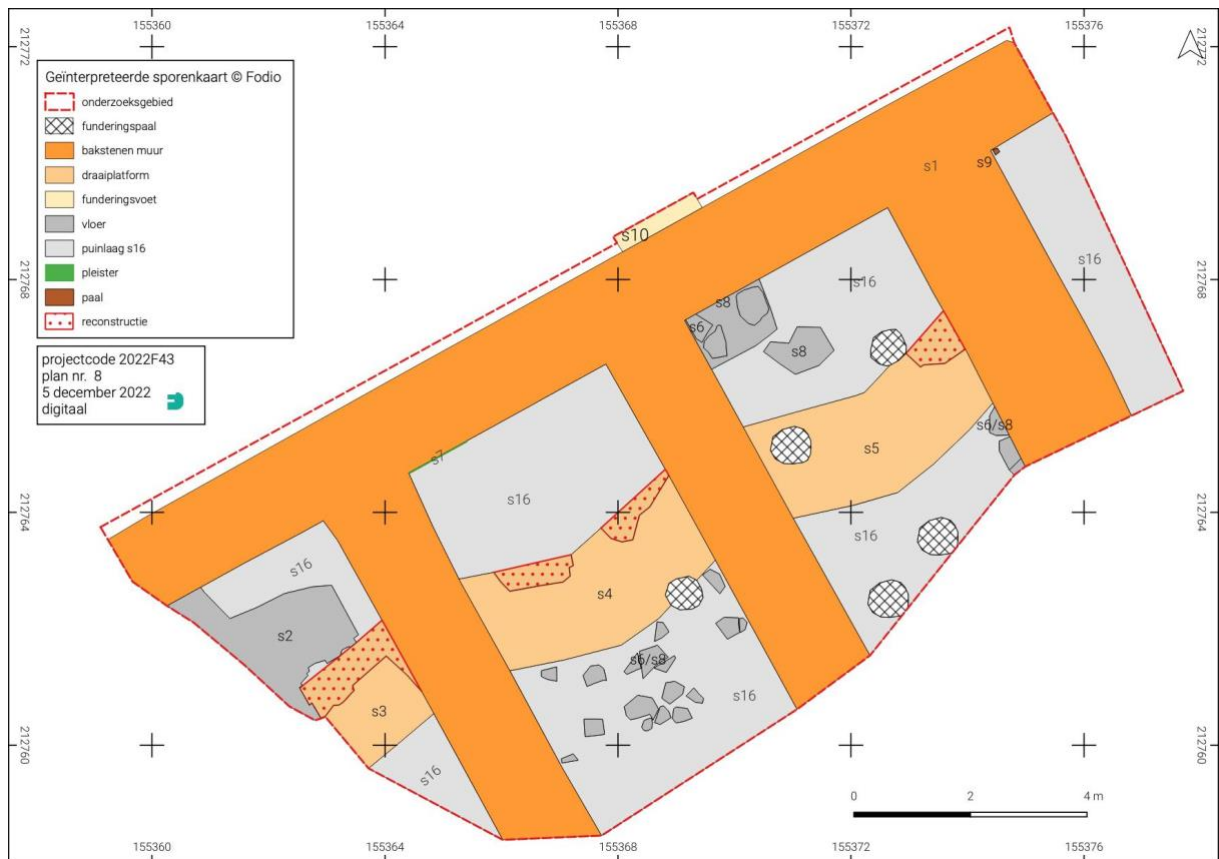 155360
155364
155368
155372
155376
212772
212772
Geïnterpreteerde sporenkaart © Fodio
onderzoeksgebied
funderingspaal
bakstenen muur
draaiplatform
funderingsvoet
vloer
puinlaag s16
pleister
paal
reconstructie
projectcode 2022F43
plan nr. 8
5 december 2022
digitaal
s1
s9
s10
s16
s16
212768
212768
s8
s6
s8
s6/s8
s5
s7
s16
s16
212764
212764
s16
s4
s2
s6/s8
s16
s3
s16
212760
212760
0
2
4 m
155360
155364
155368
155372
155376